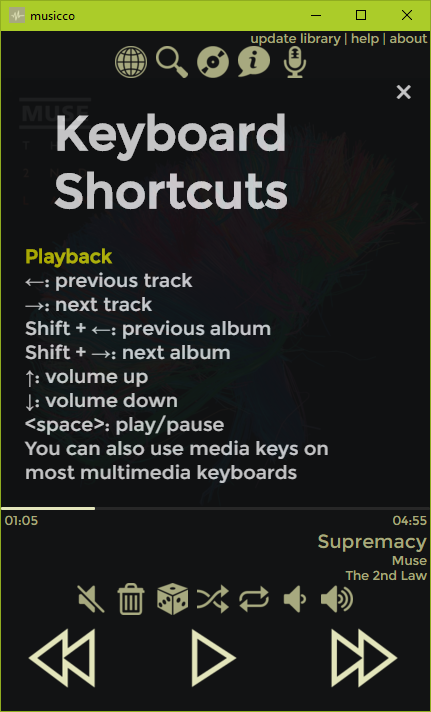 musicco
update library | help | about
MUSE
Keyboard
Shortcuts
Playback
←: previous track
→: next track
Shift + ←: previous album
Shift + →: next album
↑: volume up
↓: volume down
<space>: play/pause
You can also use media keys on
most multimedia keyboards
01:05 04:55
Supremacy
Muse
The 2nd Law